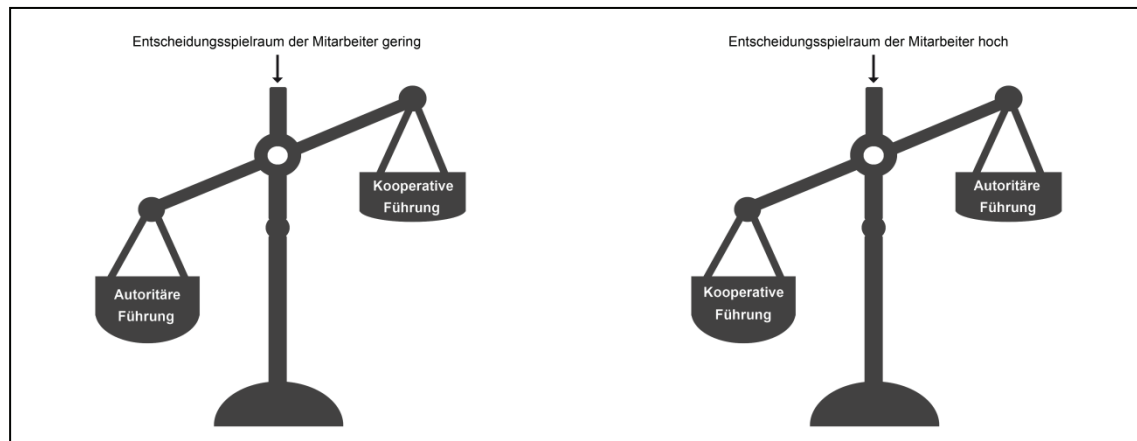 Entscheidungsspielraum der Mitarbeiter gering
Kooperative
Führung
Autoritäre
Führung
Entscheidungsspielraum der Mitarbeiter hoch
Autoritäre
Führung
Kooperative
Führung